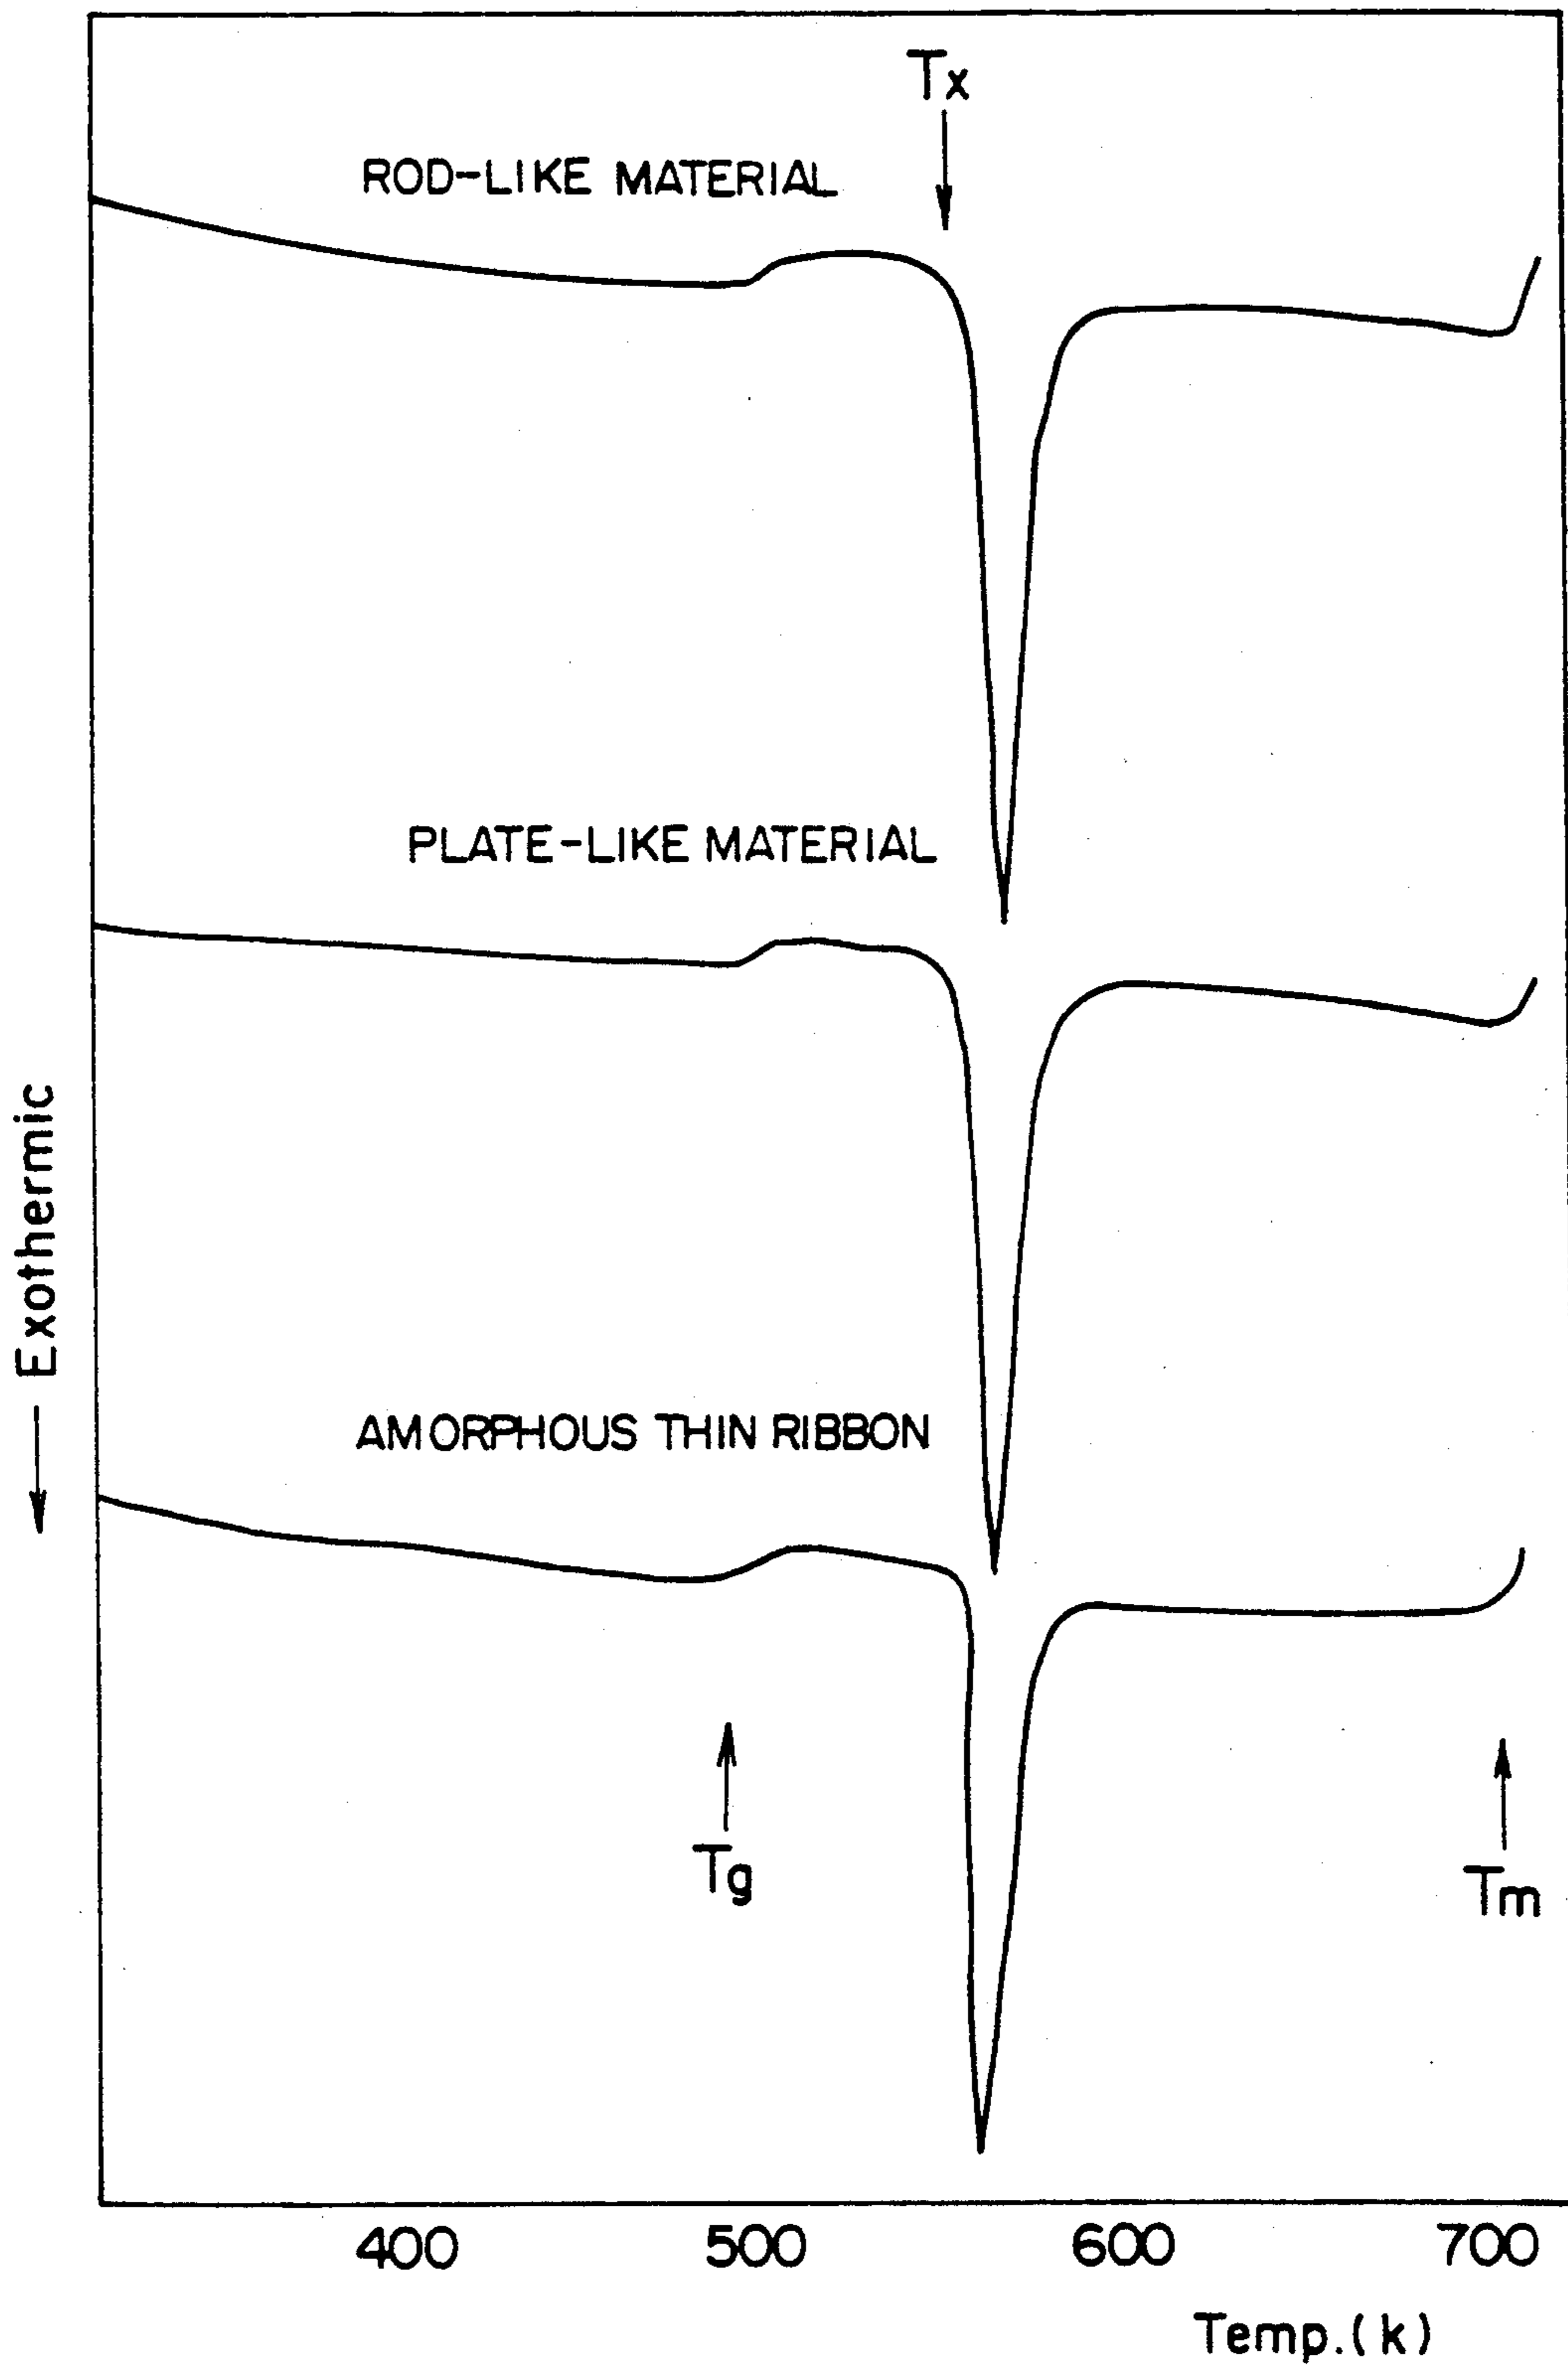 Tx
ROD-LIKE MATERIAL
PLATE-LIKE MATERIAL
Exothermic
AMORPHOUS THIN RIBBON
Tg
Tm
400 500 600 700
Temp.(k)